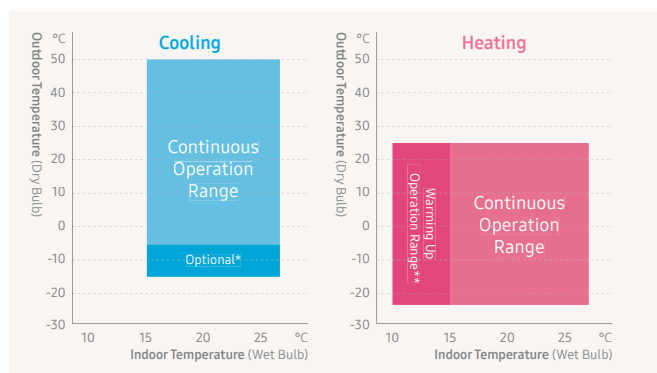 Cooling
Outdoor Temperature (Dry Bulb)
°C
50
40
30
20
10
0
-10
-20
-30
Continuous
Operation
Range
Optional*
10 15 20 25 °C
Indoor Temperature (Wet Bulb)
Heating
Outdoor Temperature (Dry Bulb)
°C
50
40
30
20
10
0
-10
-20
-30
Warming Up
Operation Range**
Continuous
Operation
Range
10 15 20 25 °C
Indoor Temperature (Wet Bulb)